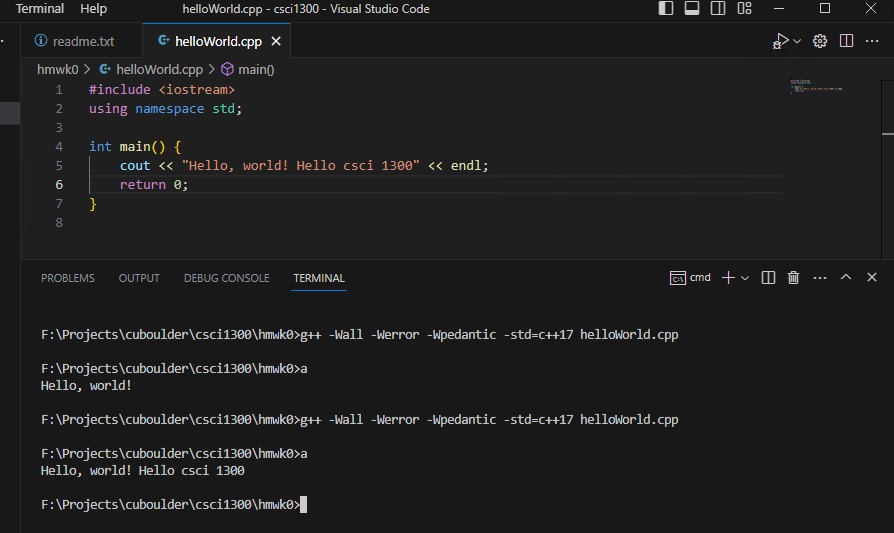 Terminal Help helloWorld.cpp - csci1300 - Visual Studio Code
readme.txt helloWorld.cpp
hmwk0 > helloWorld.cpp > main()
1 #include <iostream>
2 using namespace std;
3
4 int main() {
5 cout << "Hello, world! Hello csci 1300" << endl;
6 return 0;
7 }
8
PROBLEMS OUTPUT DEBUG CONSOLE TERMINAL cmd
F:\Projects\cuboulder\csci1300\hmwk0>g++ -Wall -Werror -Wpedantic -std=c++17 helloWorld.cpp
F:\Projects\cuboulder\csci1300\hmwk0>a
Hello, world!
F:\Projects\cuboulder\csci1300\hmwk0>g++ -Wall -Werror -Wpedantic -std=c++17 helloWorld.cpp
F:\Projects\cuboulder\csci1300\hmwk0>a
Hello, world! Hello csci 1300
F:\Projects\cuboulder\csci1300\hmwk0>